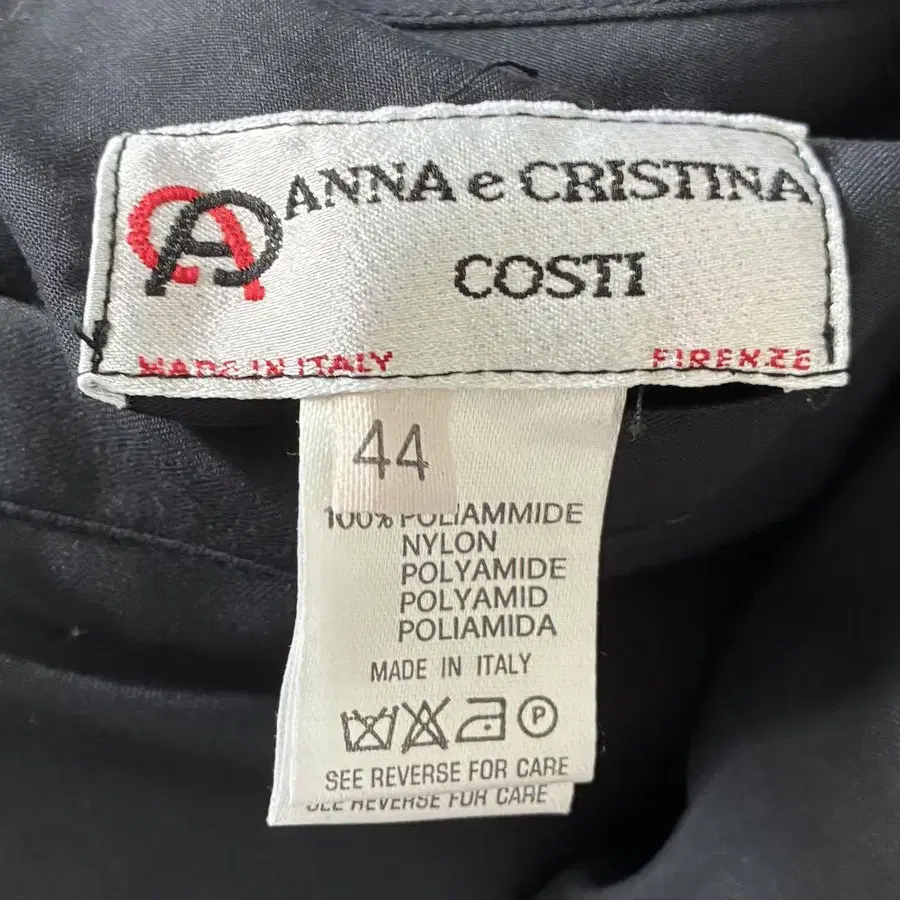 ANNA e CRISTINA
COSTI
MADE IN ITALY FIRENZE
44
100% POLIAMMIDE
NYLON
POLYAMIDE
POLYAMID
POLIAMIDA
MADE IN ITALY
P
SEE REVERSE FOR CARE
SEE REVERSE FOR CARE